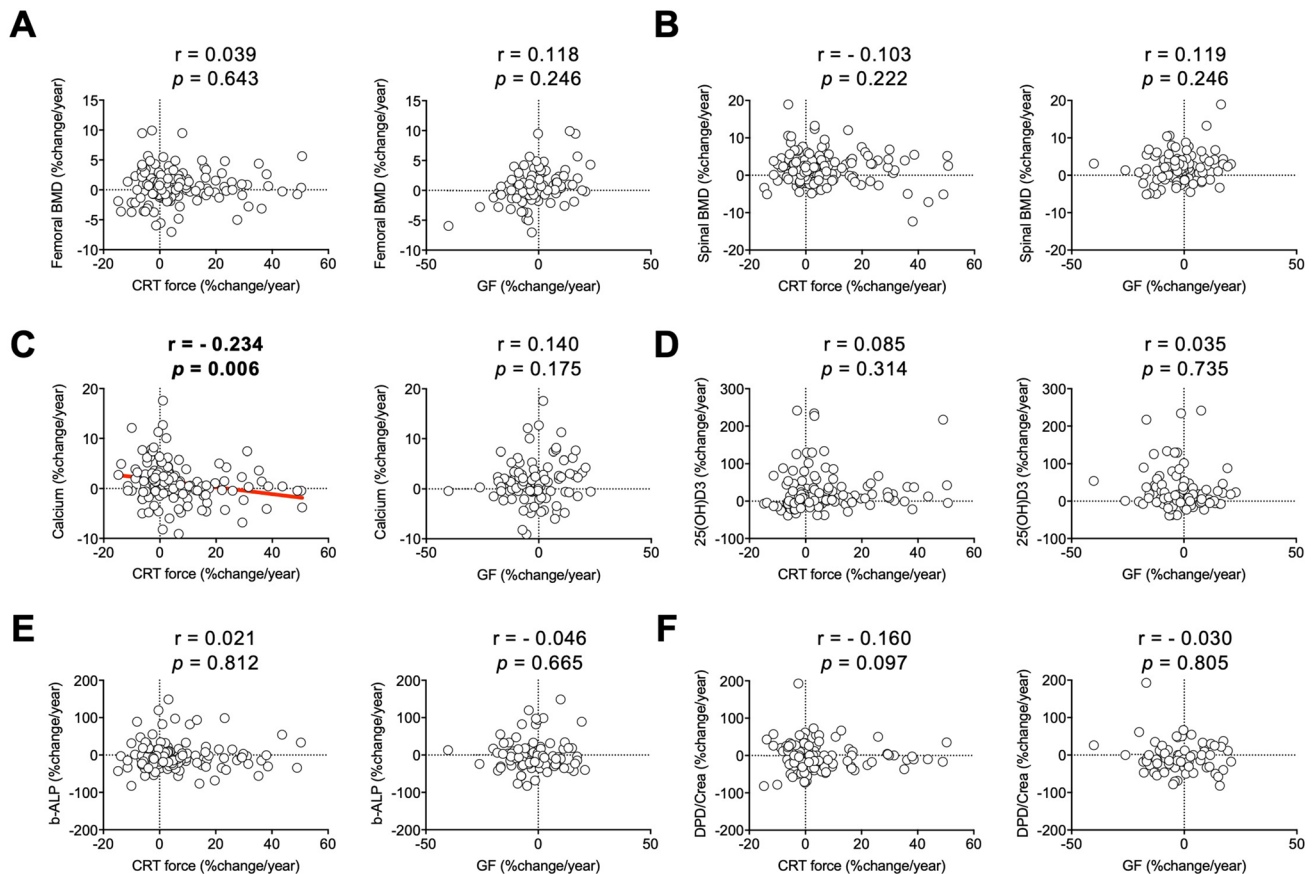 A
r = 0.039
p = 0.643
Femoral BMD (%change/year)
15
10
5
0
-5
-10
-20
0
20
40
60
CRT force (%change/year)
r = 0.118
p = 0.246
Femoral BMD (%change/year)
15
10
5
0
-5
-10
-50
0
50
GF (%change/year)
B
r = - 0.103
p = 0.222
Spinal BMD (%change/year)
20
10
0
-10
-20
-20
0
20
40
60
CRT force (%change/year)
r = 0.119
p = 0.246
Spinal BMD (%change/year)
20
10
0
-10
-20
-50
0
50
GF (%change/year)
C
r = - 0.234
p = 0.006
Calcium (%change/year)
20
10
0
-10
-20
0
20
40
60
CRT force (%change/year)
r = 0.140
p = 0.175
Calcium (%change/year)
20
10
0
-10
-50
0
50
GF (%change/year)
D
r = 0.085
p = 0.314
25(OH)D3 (%change/year)
300
200
100
0
-100
-20
0
20
40
60
CRT force (%change/year)
r = 0.035
p = 0.735
25(OH)D3 (%change/year)
300
200
100
0
-100
-50
0
50
GF (%change/year)
E
r = 0.021
p = 0.812
b-ALP (%change/year)
200
100
0
-100
-200
-20
0
20
40
60
CRT force (%change/year)
r = - 0.046
p = 0.665
b-ALP (%change/year)
200
100
0
-100
-200
-50
0
50
GF (%change/year)
F
r = - 0.160
p = 0.097
DPD/Crea (%change/year)
200
100
0
-100
-200
-20
0
20
40
60
CRT force (%change/year)
r = - 0.030
p = 0.805
DPD/Crea (%change/year)
200
100
0
-100
-200
-50
0
50
GF (%change/year)